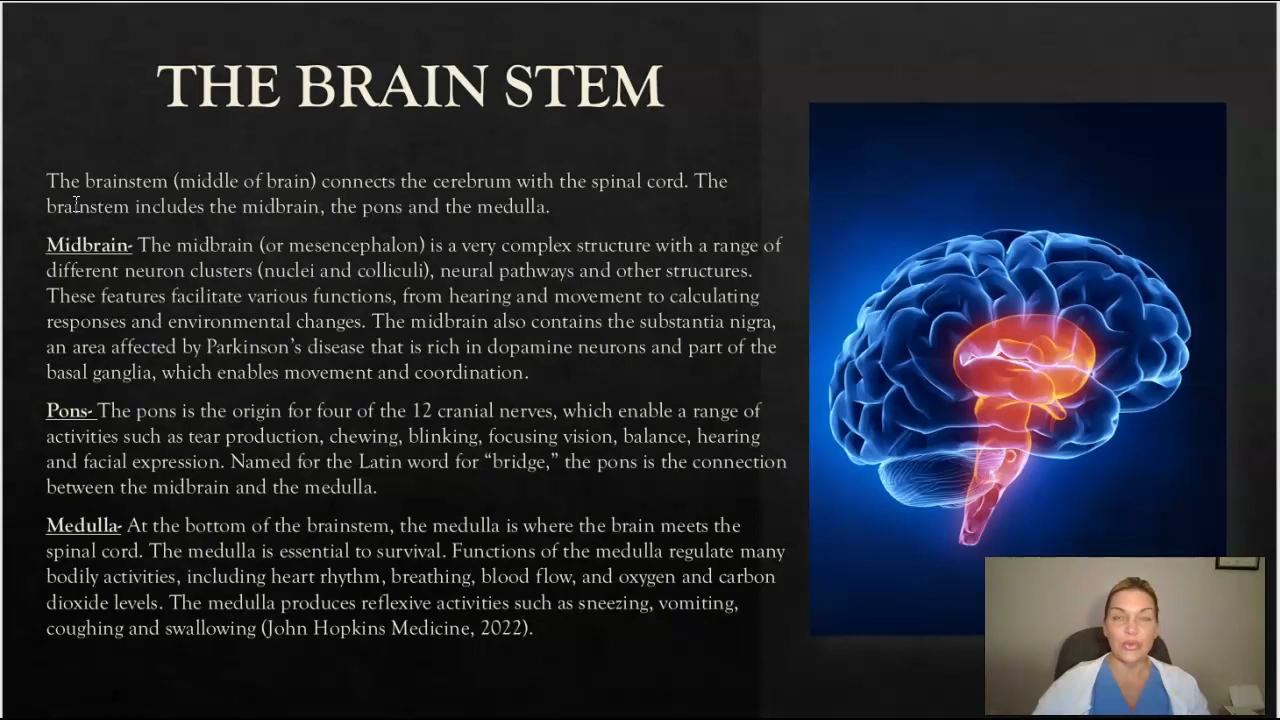 THE BRAIN STEM
The brainstem (middle of brain) connects the cerebrum with the spinal cord. The
brainstem includes the midbrain, the pons and the medulla.
Midbrain- The midbrain (or mesencephalon) is a very complex structure with a range of
different neuron clusters (nuclei and colliculi), neural pathways and other structures.
These features facilitate various functions, from hearing and movement to calculating
responses and environmental changes. The midbrain also contains the substantia nigra,
an area affected by Parkinson’s disease that is rich in dopamine neurons and part of the
basal ganglia, which enables movement and coordination.
Pons- The pons is the origin for four of the 12 cranial nerves, which enable a range of
activities such as tear production, chewing, blinking, focusing vision, balance, hearing
and facial expression. Named for the Latin word for “bridge,” the pons is the connection
between the midbrain and the medulla.
Medulla- At the bottom of the brainstem, the medulla is where the brain meets the
spinal cord. The medulla is essential to survival. Functions of the medulla regulate many
bodily activities, including heart rhythm, breathing, blood flow, and oxygen and carbon
dioxide levels. The medulla produces reflexive activities such as sneezing, vomiting,
coughing and swallowing (John Hopkins Medicine, 2022).